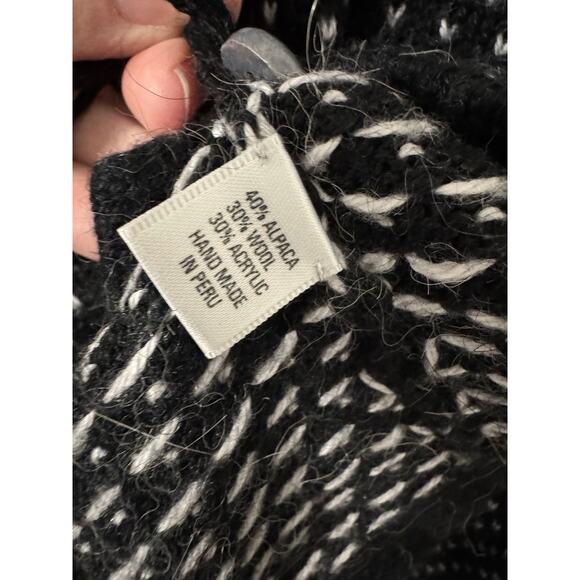 40% ALPACA
30% WOOL
30% ACRYLIC
HAND MADE
IN PERU